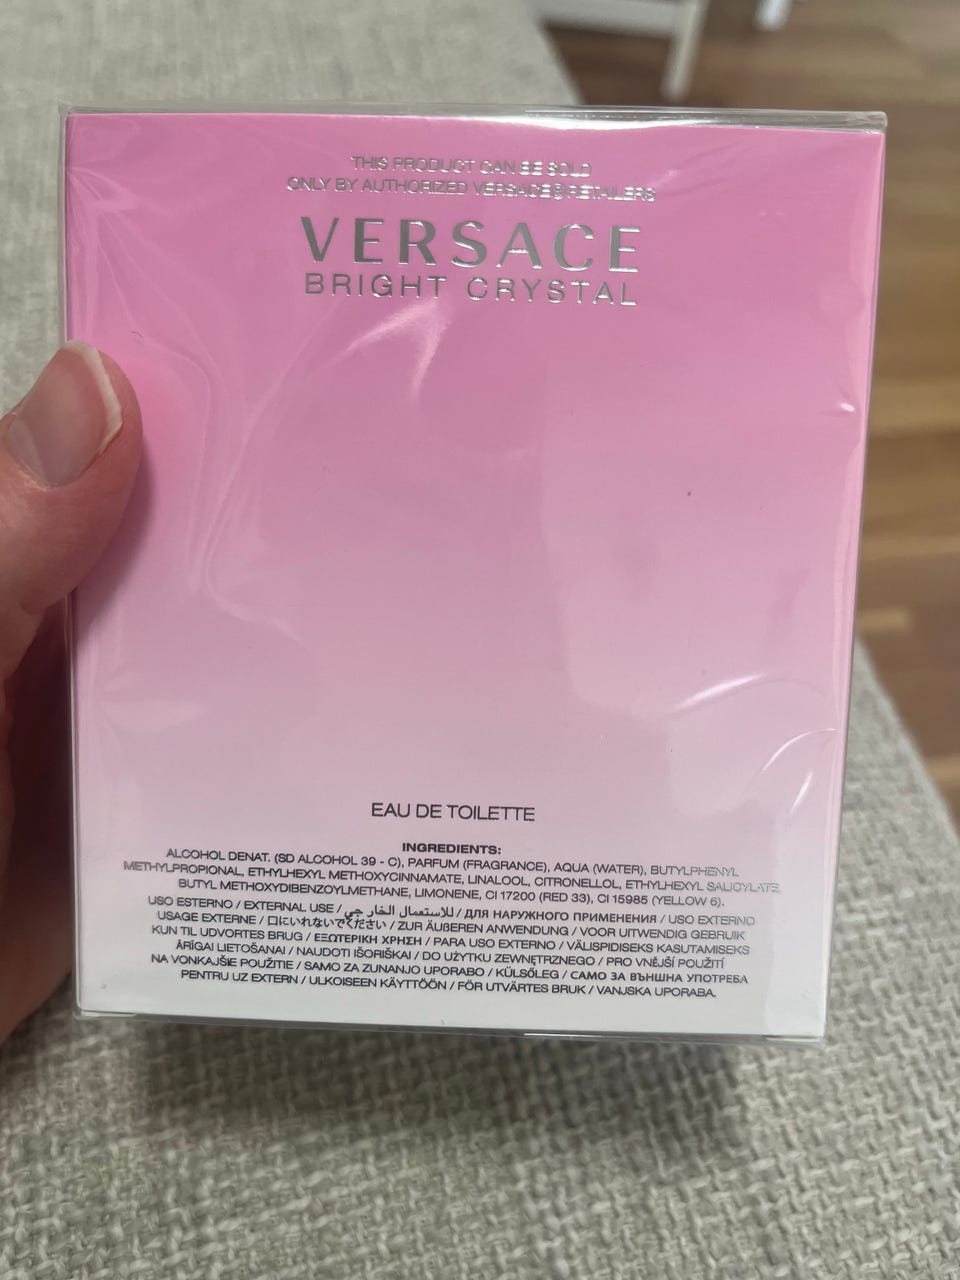 THIS PRODUCT CAN BE SOLD
ONLY BY AUTHORIZED VERSACE® RETAILERS
VERSACE
BRIGHT CRYSTAL
EAU DE TOILETTE
INGREDIENTS:
ALCOHOL DENAT. (SD ALCOHOL 39 - C), PARFUM (FRAGRANCE), AQUA (WATER), BUTYLPHENYL
METHYLPROPIONAL, ETHYLHEXYL METHOXYCINNAMATE, LINALOOL, CITRONELLOL, ETHYLHEXYL SALICYLATE,
BUTYL METHOXYDIBENZOYLMETHANE, LIMONENE, CI 17200 (RED 33), CI 15985 (YELLOW 6).
USO ESTERNO / EXTERNAL USE / للاستعمال الخارجي / ДЛЯ НАРУЖНОГО ПРИМЕНЕНИЯ / USO EXTERNO
USAGE EXTERNE / 口にいれないでください / ZUR ÄUßEREN ANWENDUNG / VOOR UITWENDIG GEBRUIK
KUN TIL UDVORTES BRUG / ΕΞΩΤΕΡΙΚΗ ΧΡΗΣΗ / PARA USO EXTERNO / VÄLISPIDISEKS KASUTAMISEKS
ĀRĪGAI LIETOŠANAI / NAUDOTI IŠORIŠKAI / DO UŻYTKU ZEWNĘTRZNEGO / PRO VNĚJŠÍ POUŽITÍ
NA VONKAJŠIE POUŽITIE / SAMO ZA ZUNANJO UPORABO / KÜLSŐLEG / САМО ЗА ВЪНШНА УПОТРЕБА
PENTRU UZ EXTERN / ULKOISEEN KÄYTTÖÖN / FÖR UTVÄRTES BRUK / VANJSKA UPORABA.